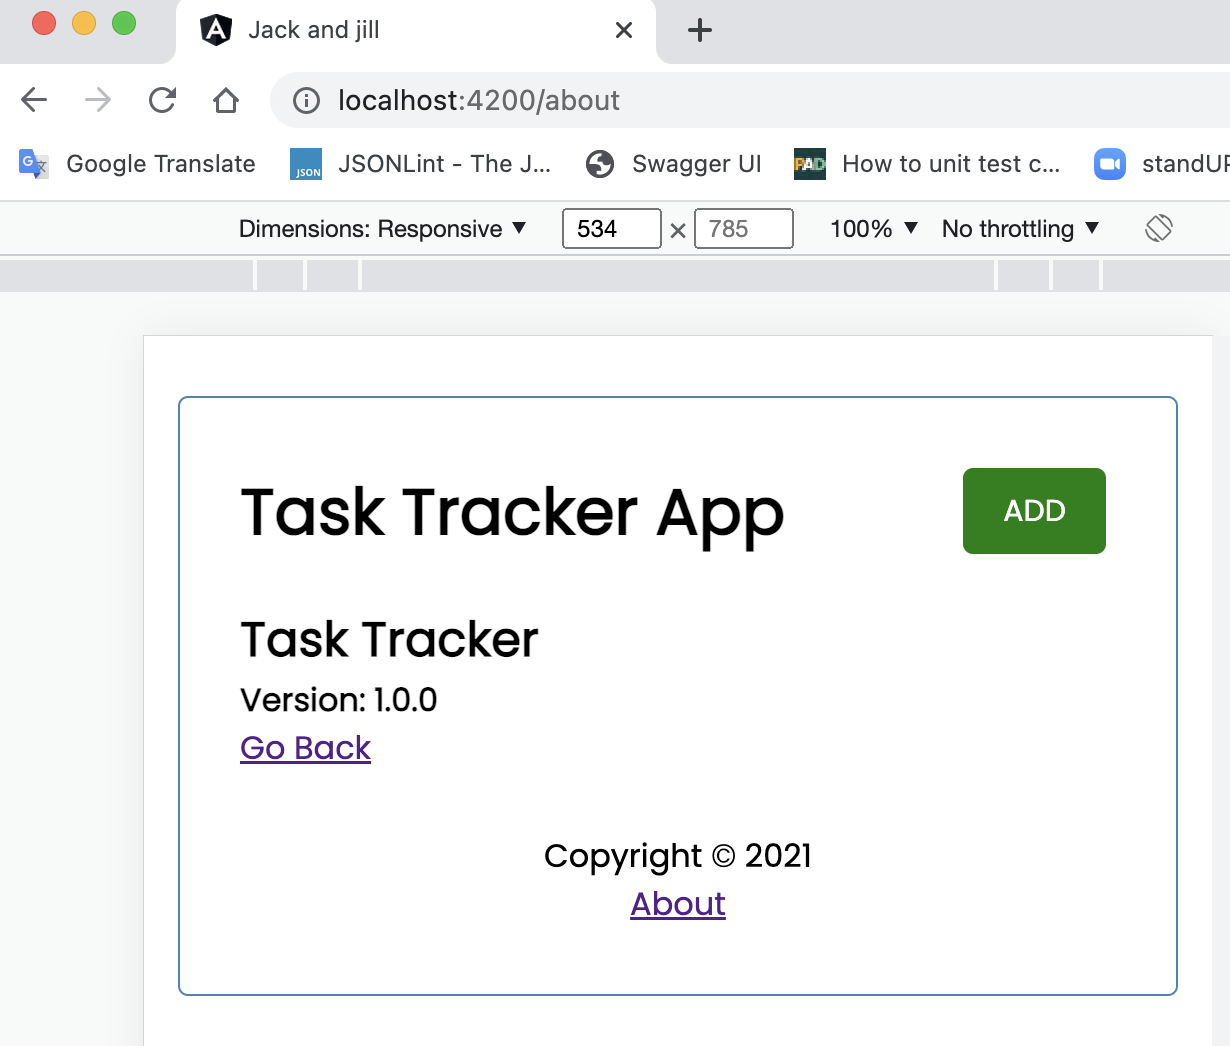 Jack and jill
localhost:4200/about
Google Translate JSONLint - The J... Swagger UI How to unit test c... standUP
Dimensions: Responsive 534 × 785 100% No throttling
Task Tracker App ADD
Task Tracker
Version: 1.0.0
Go Back
Copyright © 2021
About